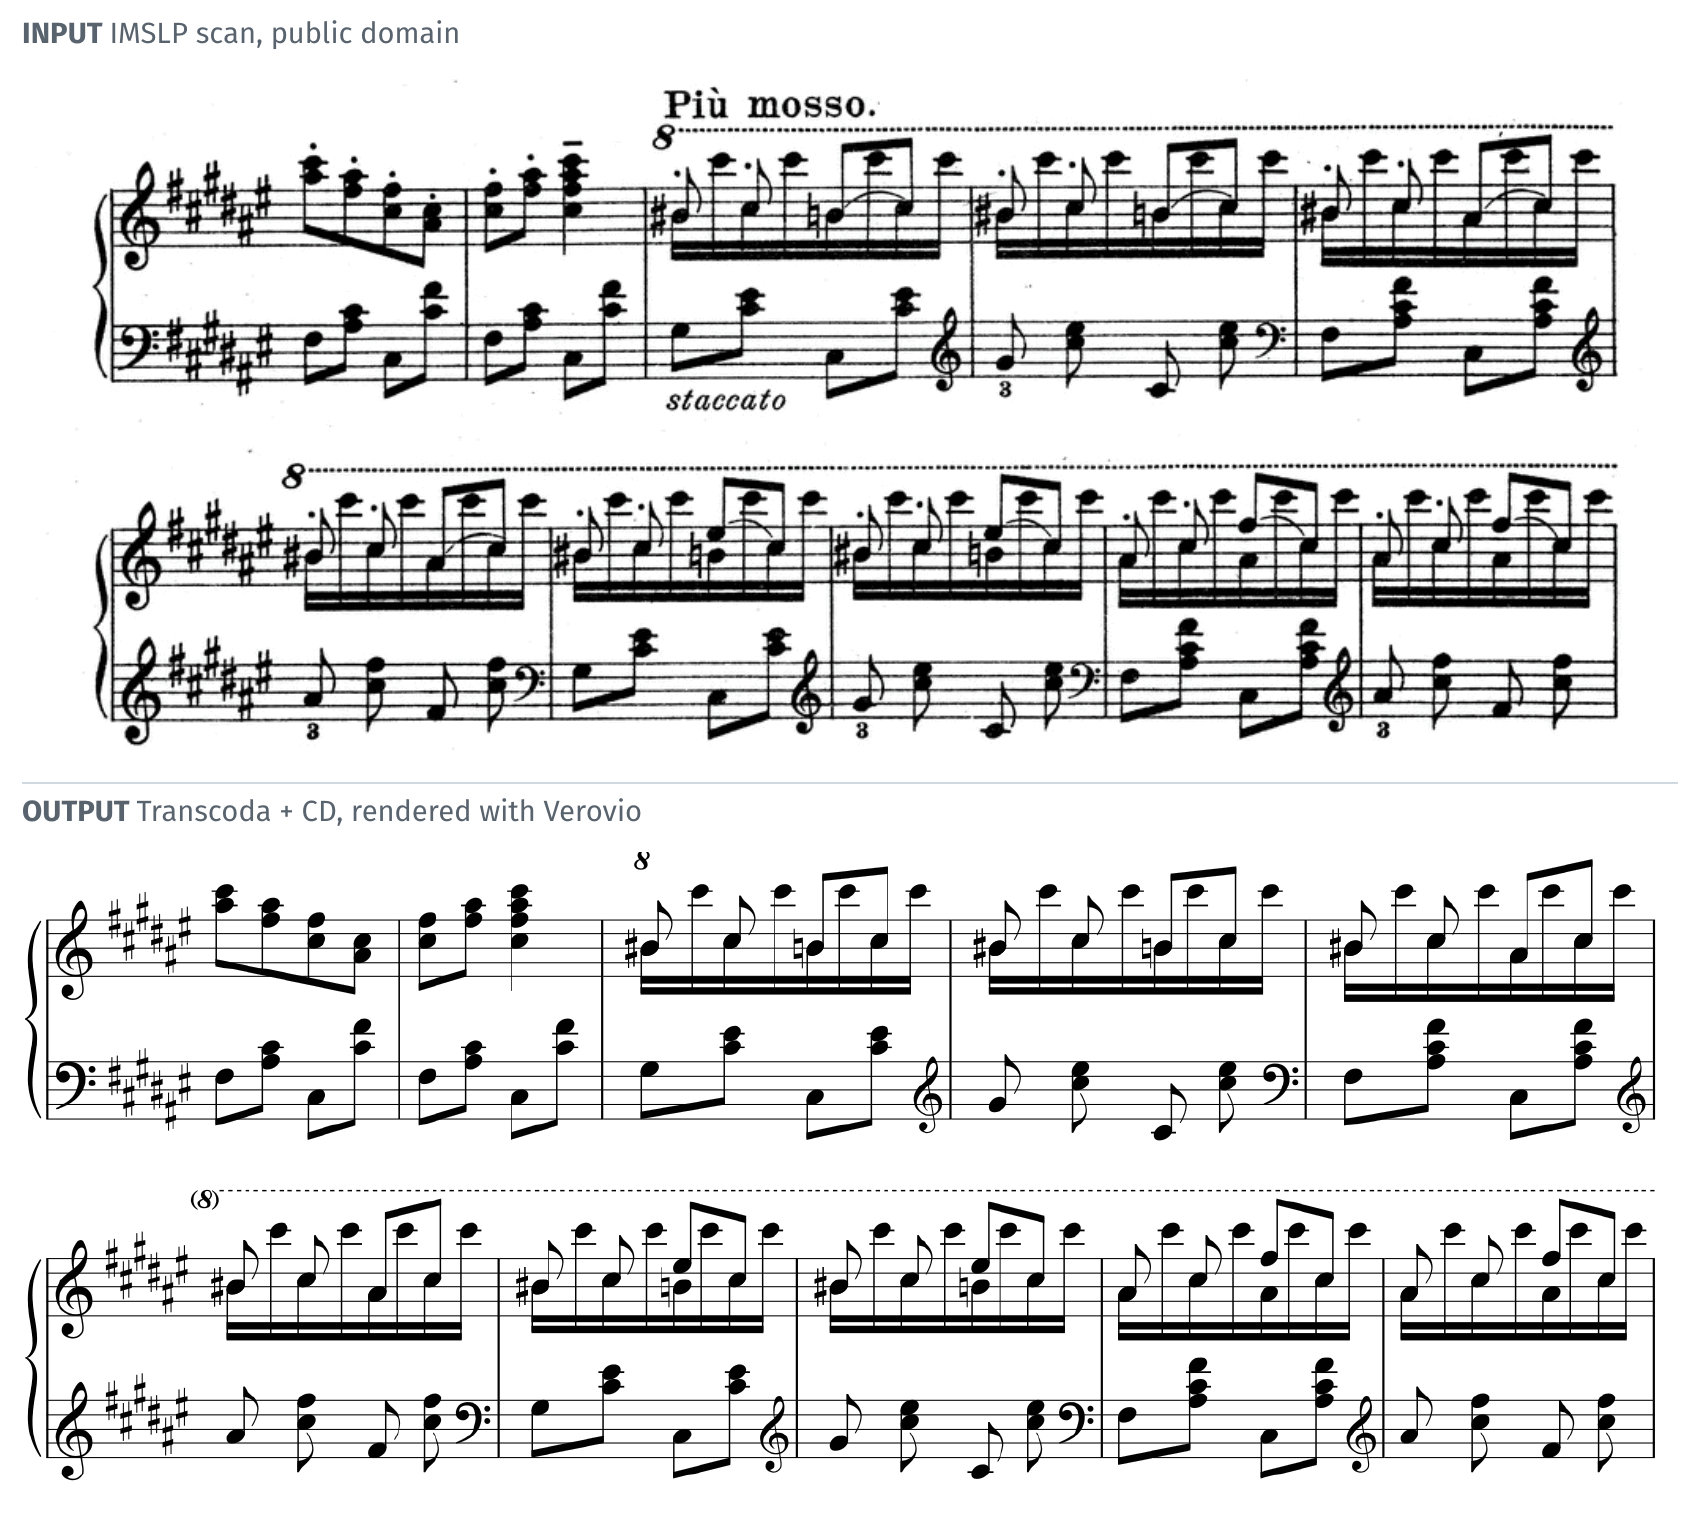 INPUT IMSLP scan, public domain
Più mosso.
8
staccato
3
8
3
3
3
OUTPUT Transcoda + CD, rendered with Verovio
8
(8)